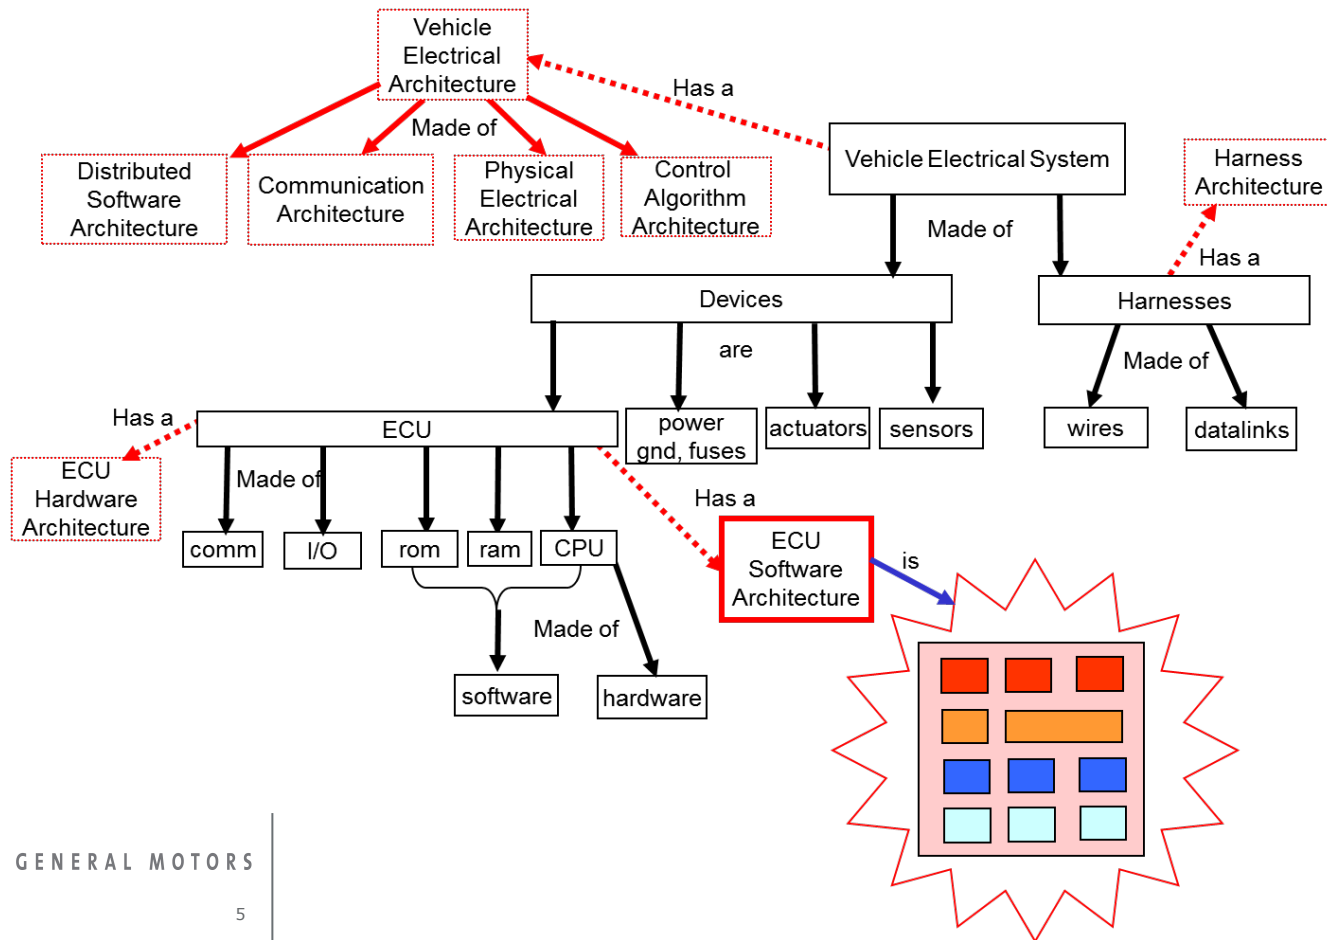 Vehicle
Electrical
Architecture
Has a
Made of
Vehicle Electrical System
Harness
Architecture
Distributed
Software
Architecture
Communication
Architecture
Physical
Electrical
Architecture
Control
Algorithm
Architecture
Made of
Has a
Devices
Harnesses
are
Made of
Has a
ECU
power
gnd, fuses
actuators
sensors
wires
datalinks
ECU
Hardware
Architecture
Made of
Has a
comm
I/O
rom
ram
CPU
ECU
Software
Architecture
is
Made of
software
hardware
GENERAL MOTORS
5